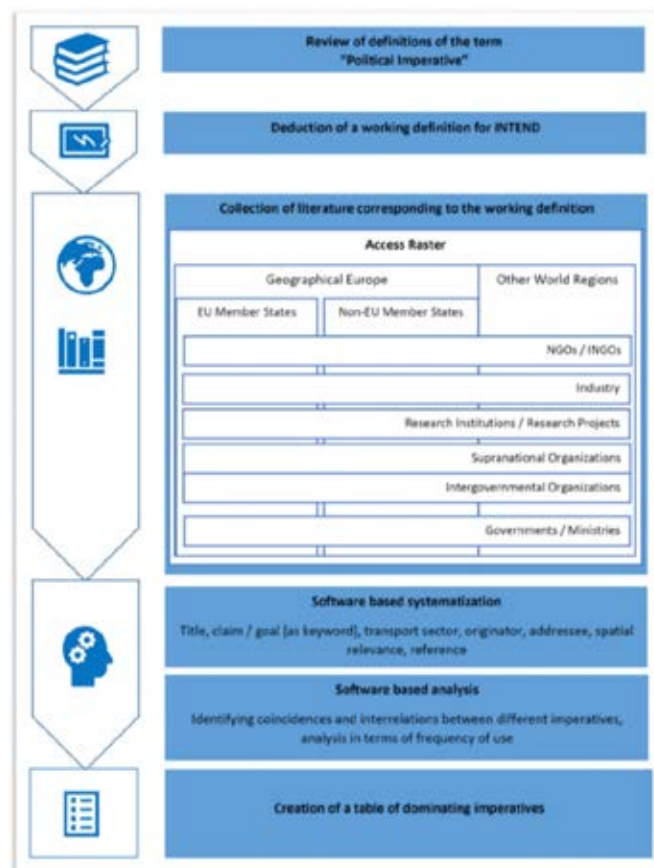 Review of definitions of the term
"Political Imperative"
Deduction of a working definition for INTEND
Collection of literature corresponding to the working definition
Access Raster
Geographical Europe
Other World Regions
EU Member States
Non-EU Member States
NGOs / INGOs
Industry
Research Institutions / Research Projects
Supranational Organizations
Intergovernmental Organizations
Governments / Ministries
Software based systematization
Title, claim / goal [as keyword], transport sector, originator, addressee, spatial
relevance, reference
Software based analysis
Identifying coincidences and interrelations between different imperatives,
analysis in terms of frequency of use
Creation of a table of dominating imperatives